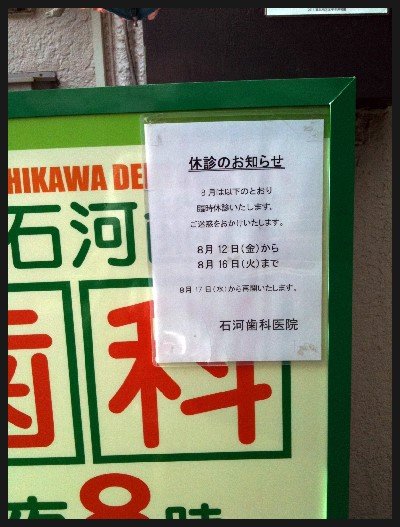 休診のお知らせ
8月は以下のとおり
臨時休診いたします。
ご迷惑をおかけいたします。
8月12日(金)から
8月16日(火)まで
8月17日(水)から再開いたします。
石河歯科医院
HIKAWA DE
石河
歯科
夜8時